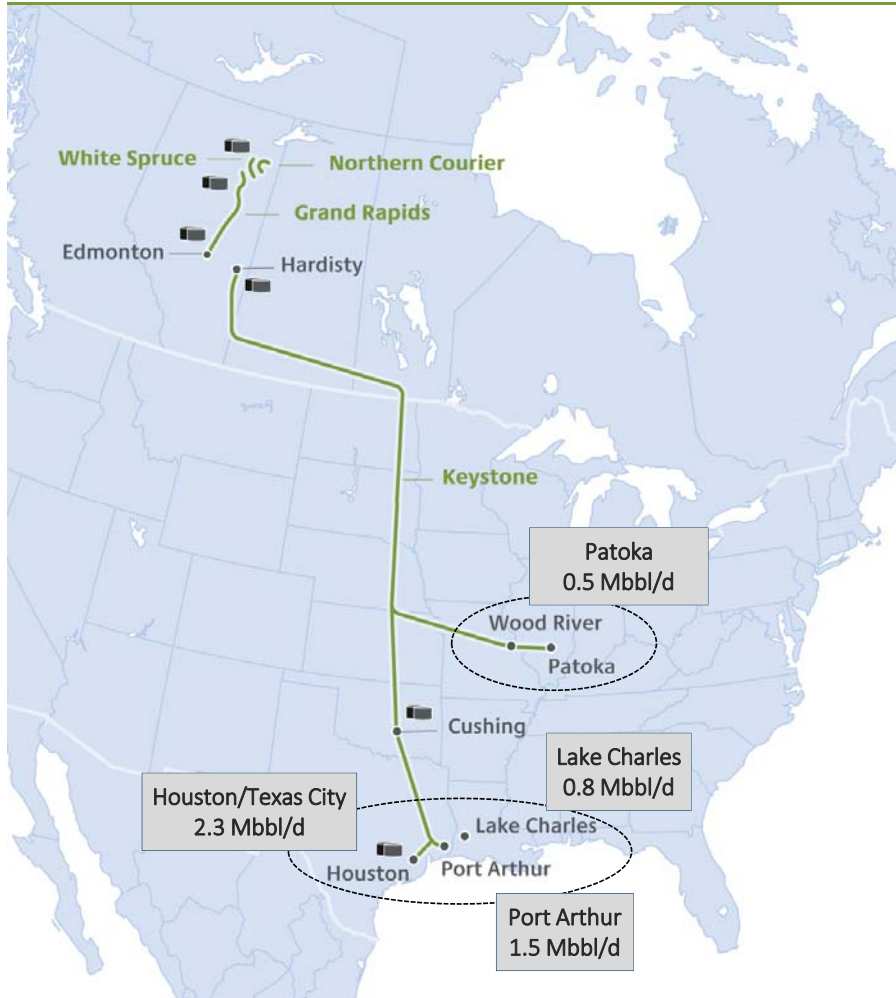 White Spruce
Northern Courier
Grand Rapids
Edmonton
Hardisty
Keystone
Patoka
0.5 Mbbl/d
Wood River
Patoka
Cushing
Lake Charles
0.8 Mbbl/d
Houston/Texas City
2.3 Mbbl/d
Lake Charles
Houston
Port Arthur
Port Arthur
1.5 Mbbl/d